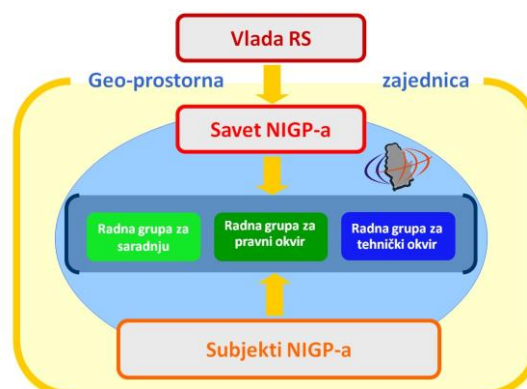 Vlada RS
Geo-prostorna zajednica
Savet NIGP-a
Radna grupa za
saradnju
Radna grupa za
pravni okvir
Radna grupa za
tehnički okvir
Subjekti NIGP-a